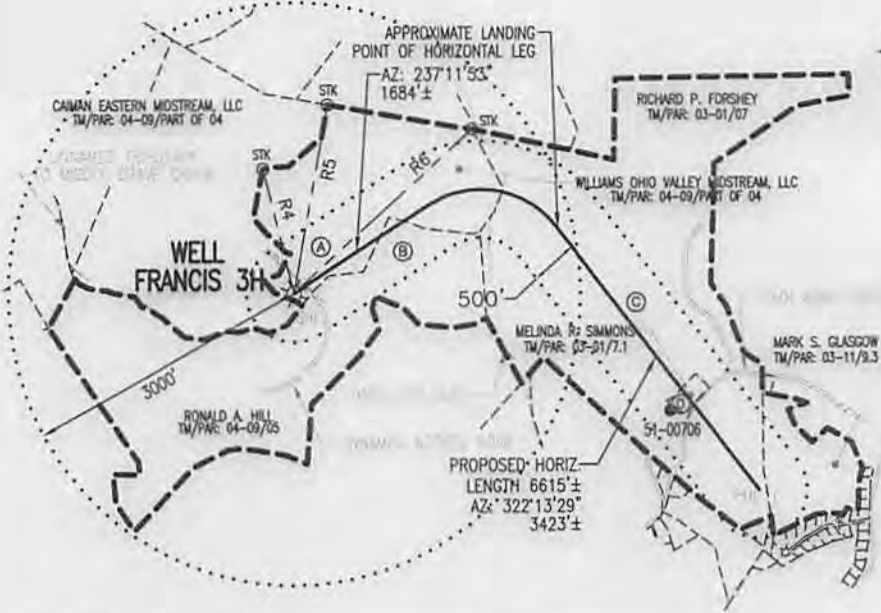 APPROXIMATE LANDING
POINT OF HORIZONTAL LEG
AZ: 237°11'53"
1684'±
CAIMAN EASTERN MIDSTREAM, LLC
TM/PAR: 04-09/PART OF 04
STK
STK
STK
RICHARD P. FORSHEY
TM/PAR: 03-01/07
WILLIAMS OHIO VALLEY MIDSTREAM, LLC
TM/PAR: 04-09/PART OF 04
R4
R5
R6
A
B
C
WELL
FRANCIS 3H
500'
MELINDA R. SIMMONS
TM/PAR: 03-01/7.1
MARK S. GLASGOW
TM/PAR: 03-11/9.3
3000'
RONALD A. HILL
TM/PAR: 04-09/05
51-00706
PROPOSED HORIZ
LENGTH 6615'±
AZ: 322°13'29"
3423'±